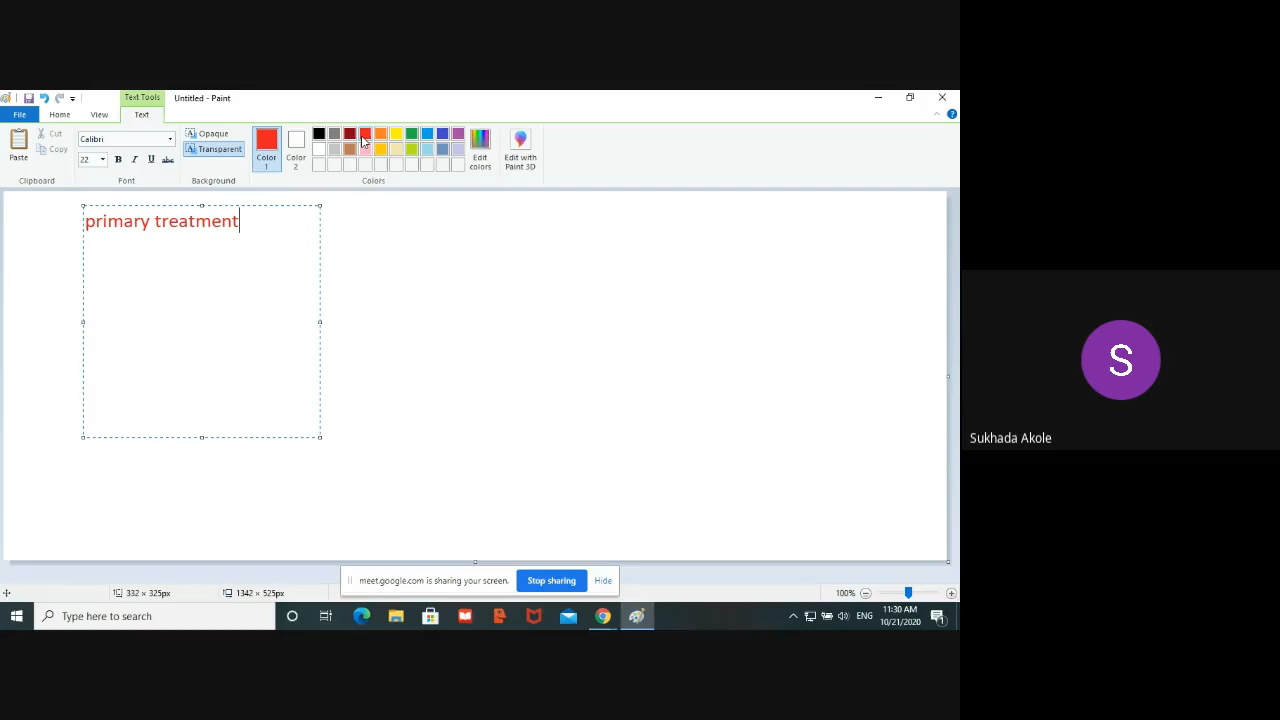 Text Tools
Untitled - Paint
File
Home
View
Text
Paste
Cut
Copy
Clipboard
Calibri
22
B I U abc
Font
Opaque
Transparent
Background
Color 1
Color 2
Edit colors
Edit with Paint 3D
Colors
primary treatment
S
Sukhada Akole
meet.google.com is sharing your screen.
Stop sharing
Hide
332 × 325px
1342 × 525px
100%
Type here to search
ENG
11:30 AM
10/21/2020
1